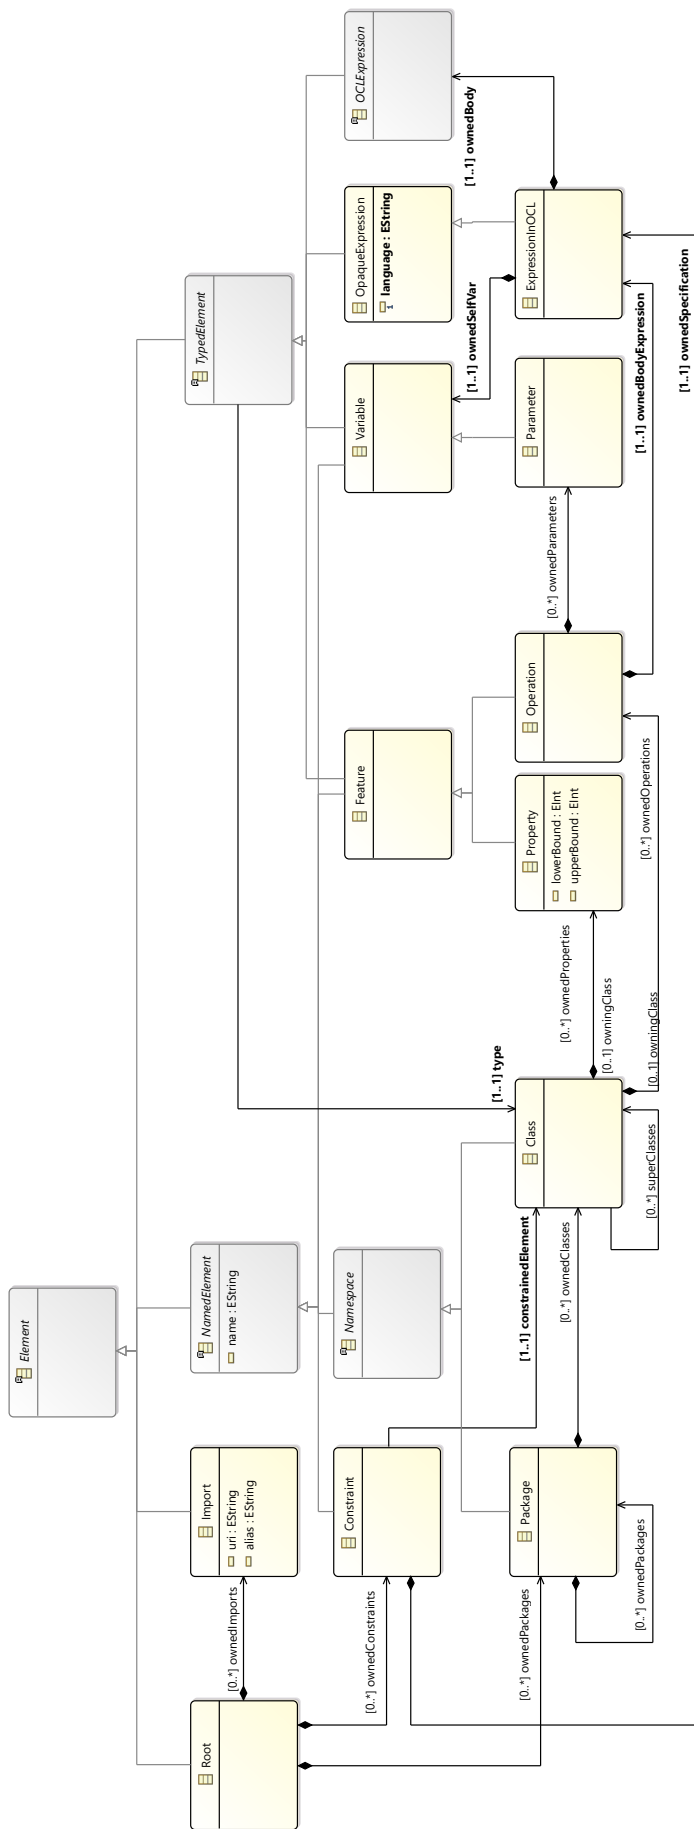 Element
Root
Import
uri : EString
alias : EString
NamedElement
name : EString
TypedElement
[0..*] ownedImports
[0..*] ownedConstraints
Constraint
Namespace
Feature
Variable
OpaqueExpression
language : EString
OCLExpression
[0..*] ownedPackages
Package
[0..*] ownedPackages
[1..1] constrainedElement
[0..*] ownedClasses
Class
[0..*] superClasses
[1..1] type
[0..*] ownedProperties
[0..1] owningClass
[0..1] owningClass
Property
lowerBound : EInt
upperBound : EInt
[0..*] ownedOperations
Operation
[0..*] ownedParameters
Parameter
[1..1] ownedSelfVar
ExpressionInOCL
[1..1] ownedBody
[1..1] ownedBodyExpression
[1..1] ownedSpecification